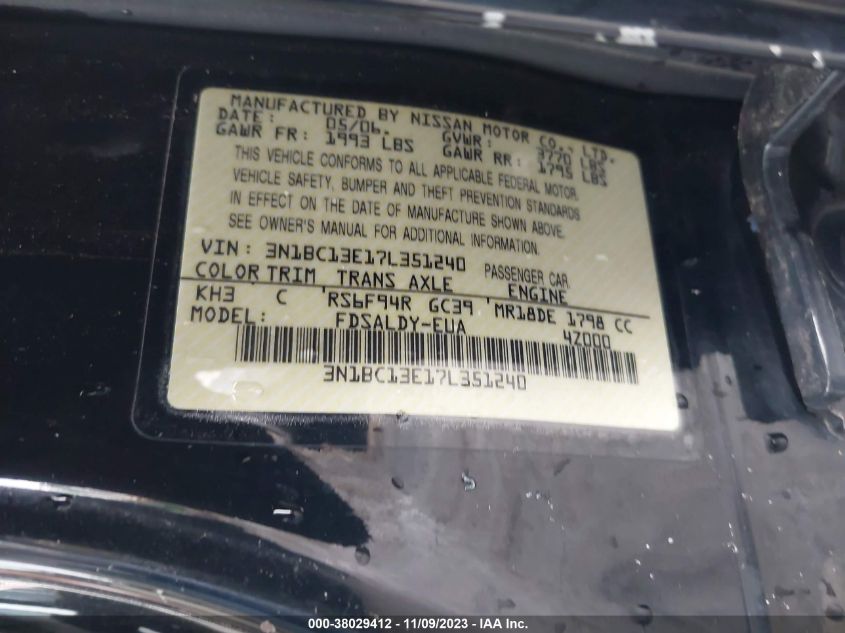 MANUFACTURED BY NISSAN MOTOR CO., LTD.
DATE: 05/06. GVWR: 3770 LBS
GAWR FR: 1993 LBS GAWR RR: 1795 LBS
THIS VEHICLE CONFORMS TO ALL APPLICABLE FEDERAL MOTOR
VEHICLE SAFETY, BUMPER AND THEFT PREVENTION STANDARDS
IN EFFECT ON THE DATE OF MANUFACTURE SHOWN ABOVE.
SEE OWNER'S MANUAL FOR ADDITIONAL INFORMATION.
VIN: 3N1BC13E17L351240 PASSENGER CAR
COLOR TRIM TRANS AXLE ENGINE
KH3 C 'RS6F94R GC39 'MR18DE 1798 CC
MODEL: FDSALDY-EUA 4Z000
3N1BC13E17L351240
000-38029412 - 11/09/2023 - IAA Inc.